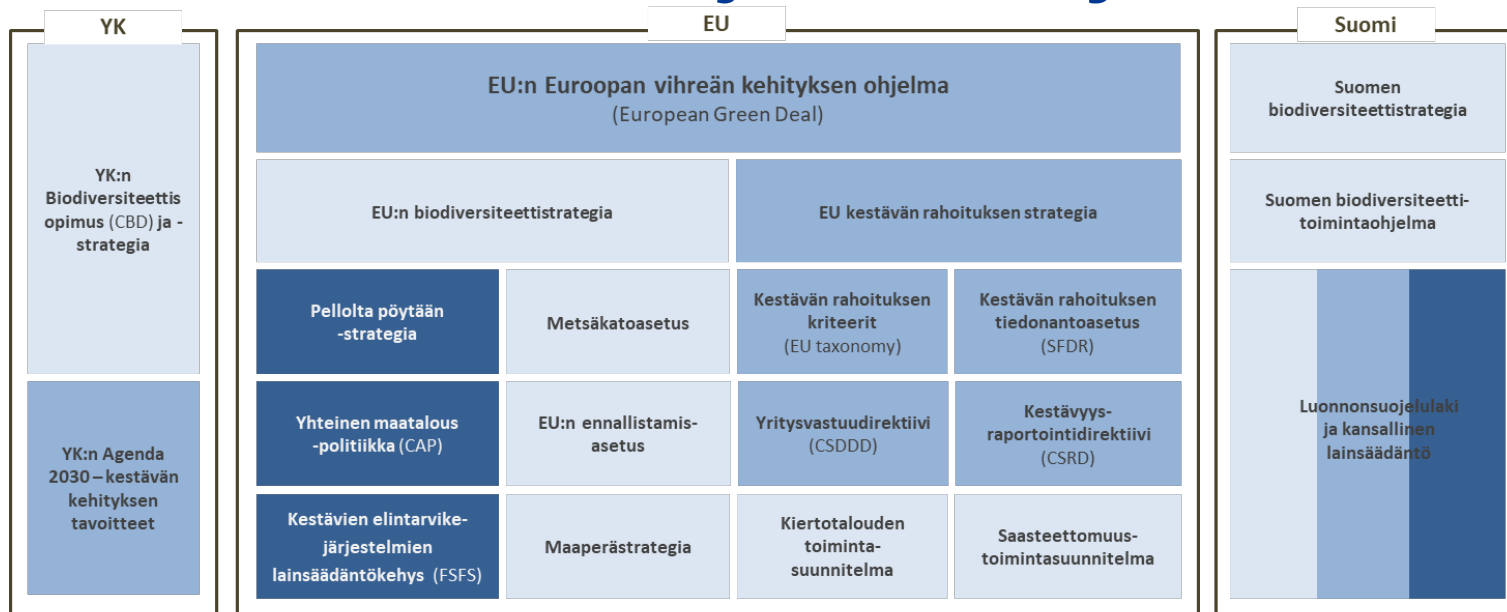 YK
YK:n
Biodiversiteettis
opimus (CBD) ja -
strategia
YK:n Agenda
2030 – kestävän
kehityksen
tavoitteet
EU
EU:n Euroopan vihreän kehityksen ohjelma
(European Green Deal)
EU:n biodiversiteettistrategia
EU kestävän rahoituksen strategia
Pellolta pöytään
-strategia
Metsäkatoasetus
Kestävän rahoituksen
kriteerit
(EU taxonomy)
Kestävän rahoituksen
tiedonantoasetus
(SFDR)
Yhteinen maatalous
-politiikka (CAP)
EU:n ennallistamis-
asetus
Yritysvastuudirektiivi
(CSDDD)
Kestävyys-
raportointidirektiivi
(CSRD)
Kestävien elintarvike-
järjestelmien
lainsäädäntökehys (FSFS)
Maaperästrategia
Kiertotalouden
toiminta-
suunnitelma
Saasteettomuus-
toimintasuunnitelma
Suomi
Suomen
biodiversiteettistrategia
Suomen biodiversiteetti-
toimintaohjelma
Luonnonsuojelulaki
ja kansallinen
lainsäädäntö